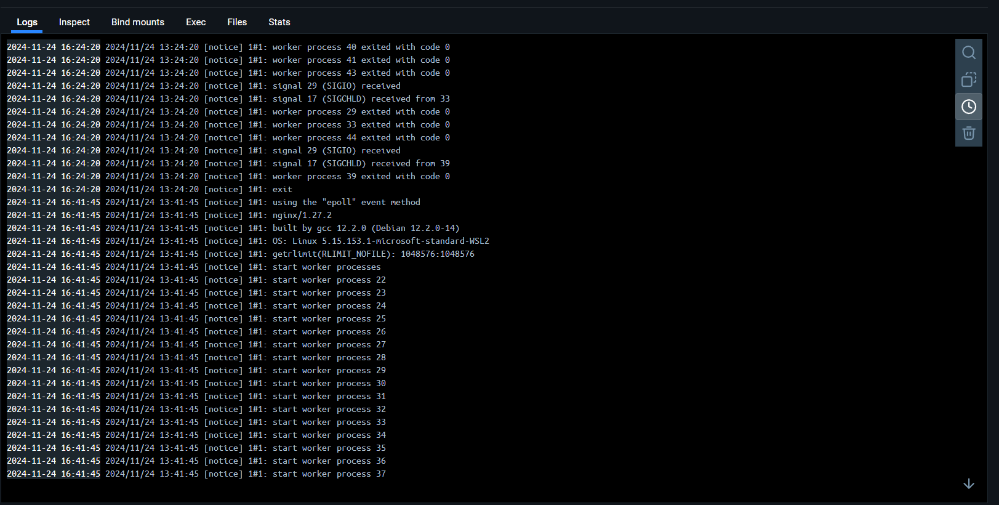 Logs Inspect Bind mounts Exec Files Stats
2024-11-24 16:24:20 2024/11/24 13:24:20 [notice] 1#1: worker process 40 exited with code 0
2024-11-24 16:24:20 2024/11/24 13:24:20 [notice] 1#1: worker process 41 exited with code 0
2024-11-24 16:24:20 2024/11/24 13:24:20 [notice] 1#1: worker process 43 exited with code 0
2024-11-24 16:24:20 2024/11/24 13:24:20 [notice] 1#1: signal 29 (SIGIO) received
2024-11-24 16:24:20 2024/11/24 13:24:20 [notice] 1#1: signal 17 (SIGCHLD) received from 33
2024-11-24 16:24:20 2024/11/24 13:24:20 [notice] 1#1: worker process 29 exited with code 0
2024-11-24 16:24:20 2024/11/24 13:24:20 [notice] 1#1: worker process 33 exited with code 0
2024-11-24 16:24:20 2024/11/24 13:24:20 [notice] 1#1: worker process 44 exited with code 0
2024-11-24 16:24:20 2024/11/24 13:24:20 [notice] 1#1: signal 29 (SIGIO) received
2024-11-24 16:24:20 2024/11/24 13:24:20 [notice] 1#1: signal 17 (SIGCHLD) received from 39
2024-11-24 16:24:20 2024/11/24 13:24:20 [notice] 1#1: worker process 39 exited with code 0
2024-11-24 16:24:20 2024/11/24 13:24:20 [notice] 1#1: exit
2024-11-24 16:41:45 2024/11/24 13:41:45 [notice] 1#1: using the "epoll" event method
2024-11-24 16:41:45 2024/11/24 13:41:45 [notice] 1#1: nginx/1.27.2
2024-11-24 16:41:45 2024/11/24 13:41:45 [notice] 1#1: built by gcc 12.2.0 (Debian 12.2.0-14)
2024-11-24 16:41:45 2024/11/24 13:41:45 [notice] 1#1: OS: Linux 5.15.153.1-microsoft-standard-WSL2
2024-11-24 16:41:45 2024/11/24 13:41:45 [notice] 1#1: getrlimit(RLIMIT_NOFILE): 1048576:1048576
2024-11-24 16:41:45 2024/11/24 13:41:45 [notice] 1#1: start worker processes
2024-11-24 16:41:45 2024/11/24 13:41:45 [notice] 1#1: start worker process 22
2024-11-24 16:41:45 2024/11/24 13:41:45 [notice] 1#1: start worker process 23
2024-11-24 16:41:45 2024/11/24 13:41:45 [notice] 1#1: start worker process 24
2024-11-24 16:41:45 2024/11/24 13:41:45 [notice] 1#1: start worker process 25
2024-11-24 16:41:45 2024/11/24 13:41:45 [notice] 1#1: start worker process 26
2024-11-24 16:41:45 2024/11/24 13:41:45 [notice] 1#1: start worker process 27
2024-11-24 16:41:45 2024/11/24 13:41:45 [notice] 1#1: start worker process 28
2024-11-24 16:41:45 2024/11/24 13:41:45 [notice] 1#1: start worker process 29
2024-11-24 16:41:45 2024/11/24 13:41:45 [notice] 1#1: start worker process 30
2024-11-24 16:41:45 2024/11/24 13:41:45 [notice] 1#1: start worker process 31
2024-11-24 16:41:45 2024/11/24 13:41:45 [notice] 1#1: start worker process 32
2024-11-24 16:41:45 2024/11/24 13:41:45 [notice] 1#1: start worker process 33
2024-11-24 16:41:45 2024/11/24 13:41:45 [notice] 1#1: start worker process 34
2024-11-24 16:41:45 2024/11/24 13:41:45 [notice] 1#1: start worker process 35
2024-11-24 16:41:45 2024/11/24 13:41:45 [notice] 1#1: start worker process 36
2024-11-24 16:41:45 2024/11/24 13:41:45 [notice] 1#1: start worker process 37